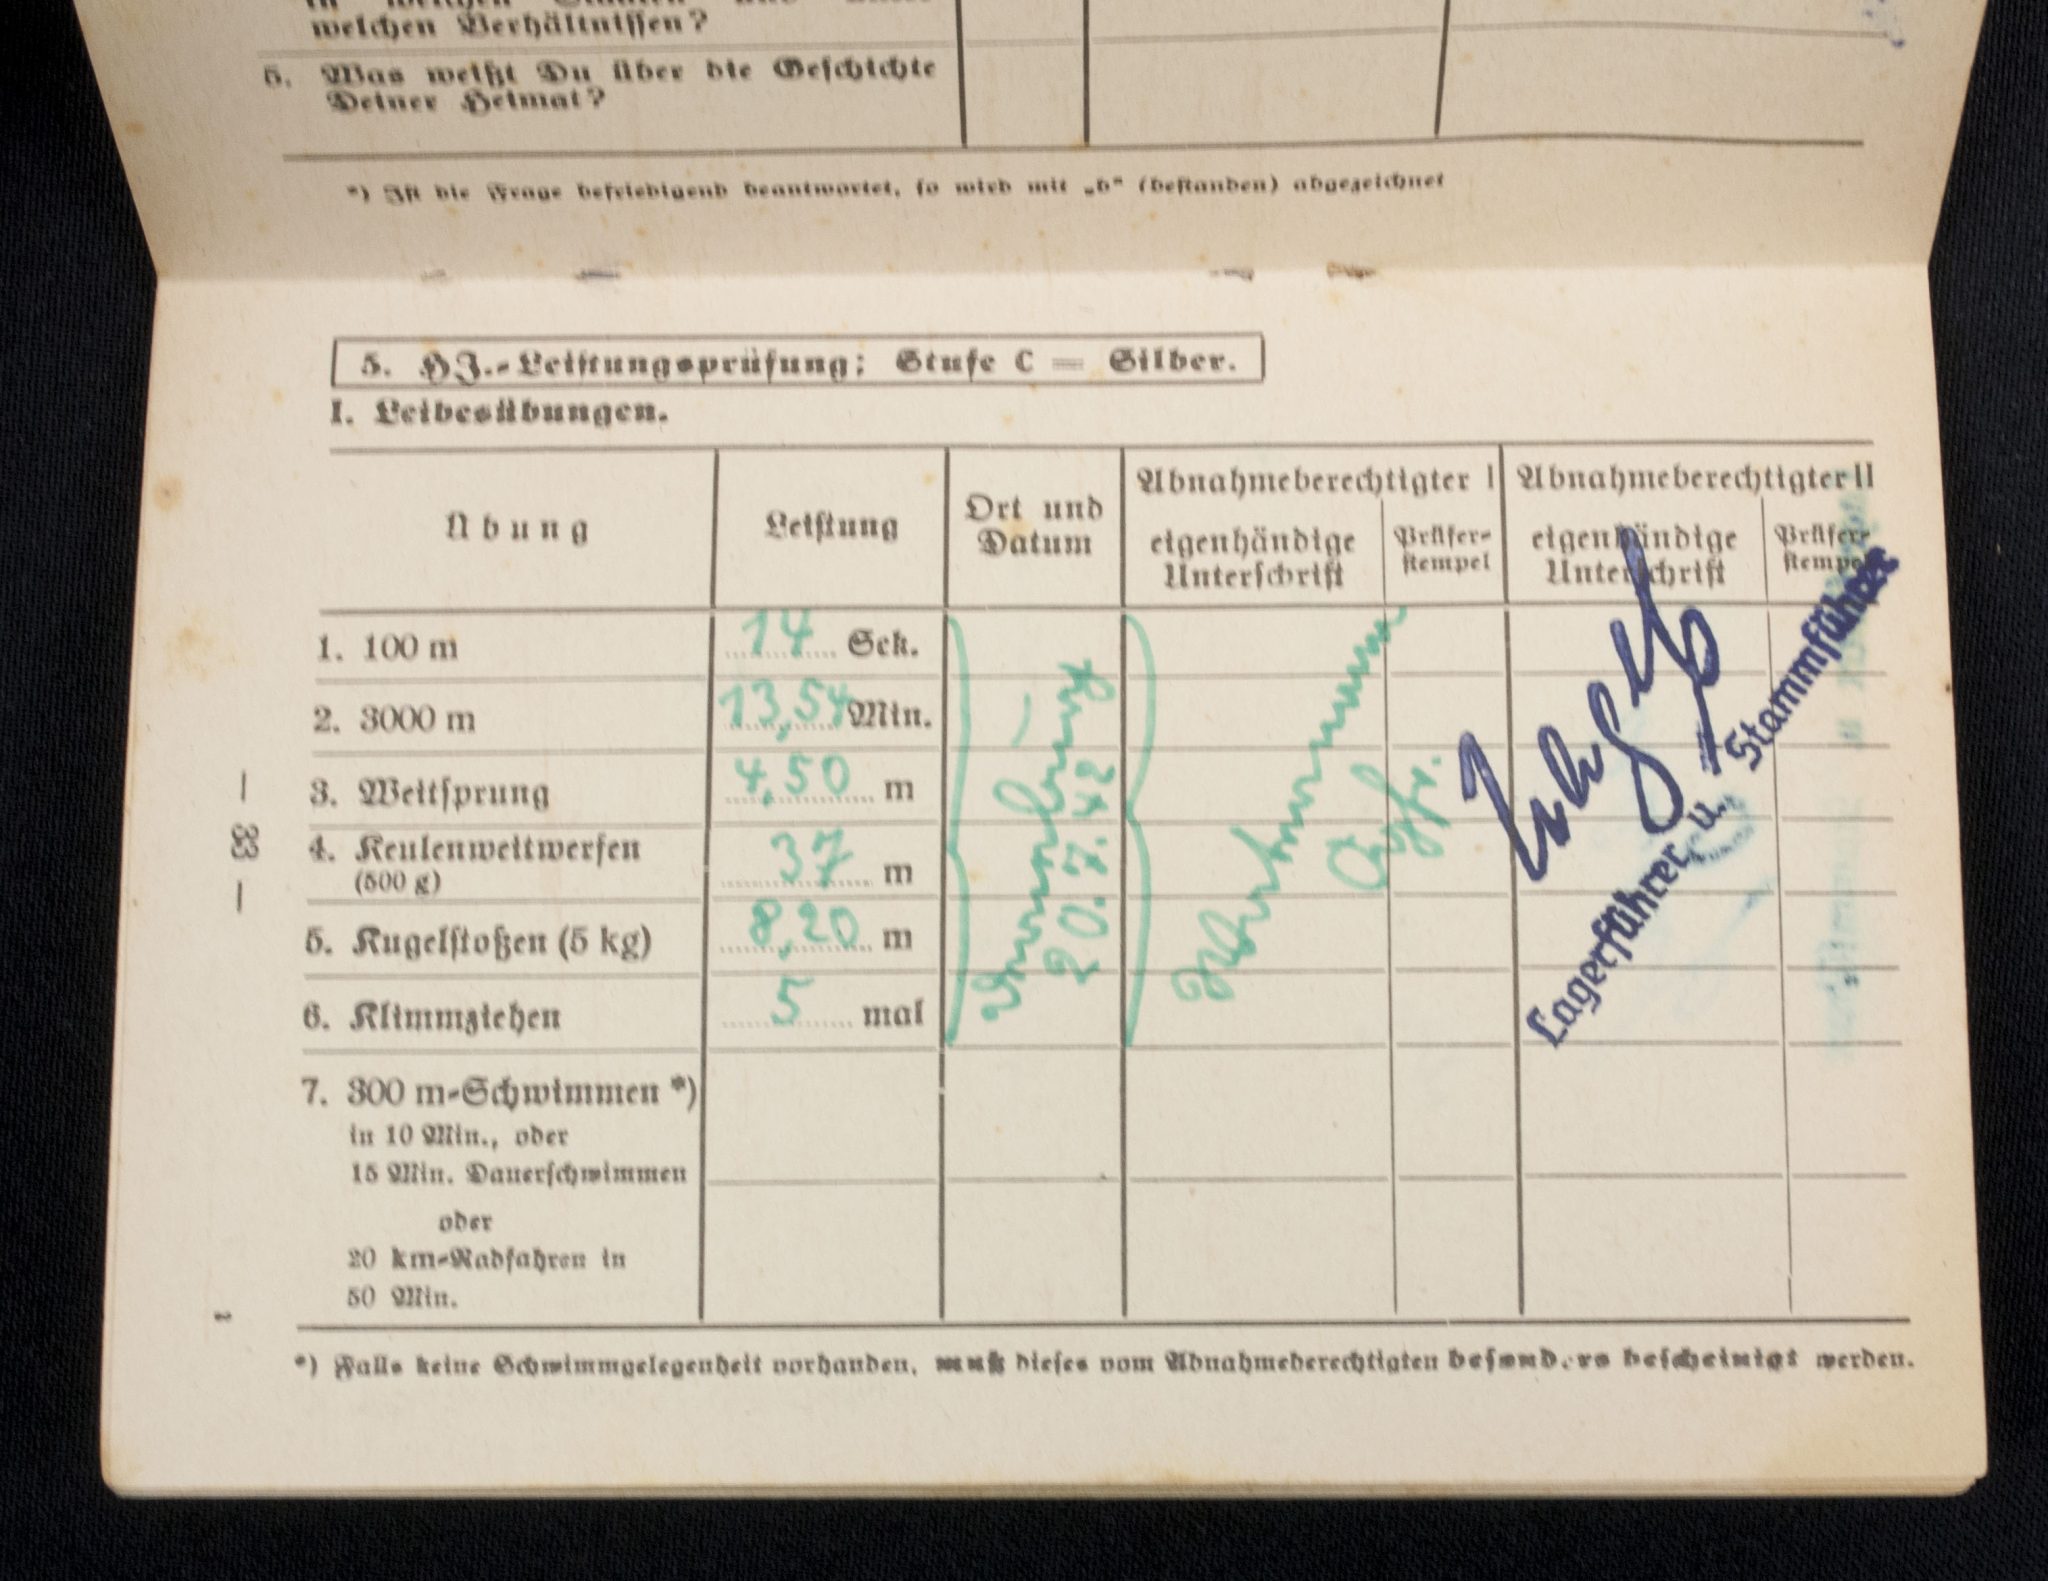 welchen Verhältnissen?
5. Was weißt Du über die Geschichte
Deiner Heimat?
*) Ist die Frage befriedigend beantwortet, so wird mit „b“ (bestanden) abgezeichnet
5. HJ.-Leistungsprüfung: Stufe C = Silber.
I. Leibesübungen.
Übung
Leistung
Ort und
Datum
Abnahmeberechtigter I
eigenhändige
Unterschrift
Prüfer-
stempel
Abnahmeberechtigter II
eigenhändige
Unterschrift
Prüfer-
stempel
1. 100 m 14 Sek.
2. 3000 m 13,54 Min.
3. Weitsprung 4,50 m
4. Keulenweitwerfen 37 m
(500 g)
5. Kugelstoßen (5 kg) 8,20 m
6. Klimmziehen 5 mal
20.7.42
Lagerführer u. Stammführer
7. 300 m-Schwimmen *)
in 10 Min., oder
15 Min. Dauerschwimmen
oder
20 km-Radfahren in
50 Min.
*) Falls keine Schwimmgelegenheit vorhanden, muß dieses vom Abnahmeberechtigten besonders bescheinigt werden.
— 33 —